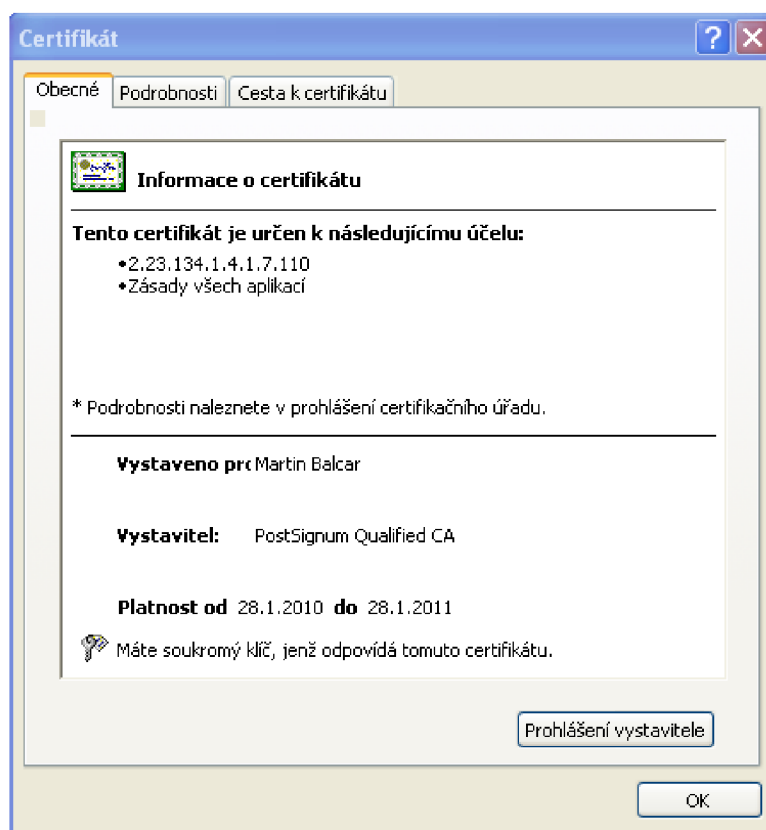 Certifikát
Obecné Podrobnosti Cesta k certifikátu
Informace o certifikátu
Tento certifikát je určen k následujícímu účelu:
•2.23.134.1.4.1.7.110
•Zásady všech aplikací
* Podrobnosti naleznete v prohlášení certifikačního úřadu.
Vystaveno pro Martin Balcar
Vystavitel: PostSignum Qualified CA
Platnost od 28.1.2010 do 28.1.2011
Máte soukromý klíč, jenž odpovídá tomuto certifikátu.
Prohlášení vystavitele
OK